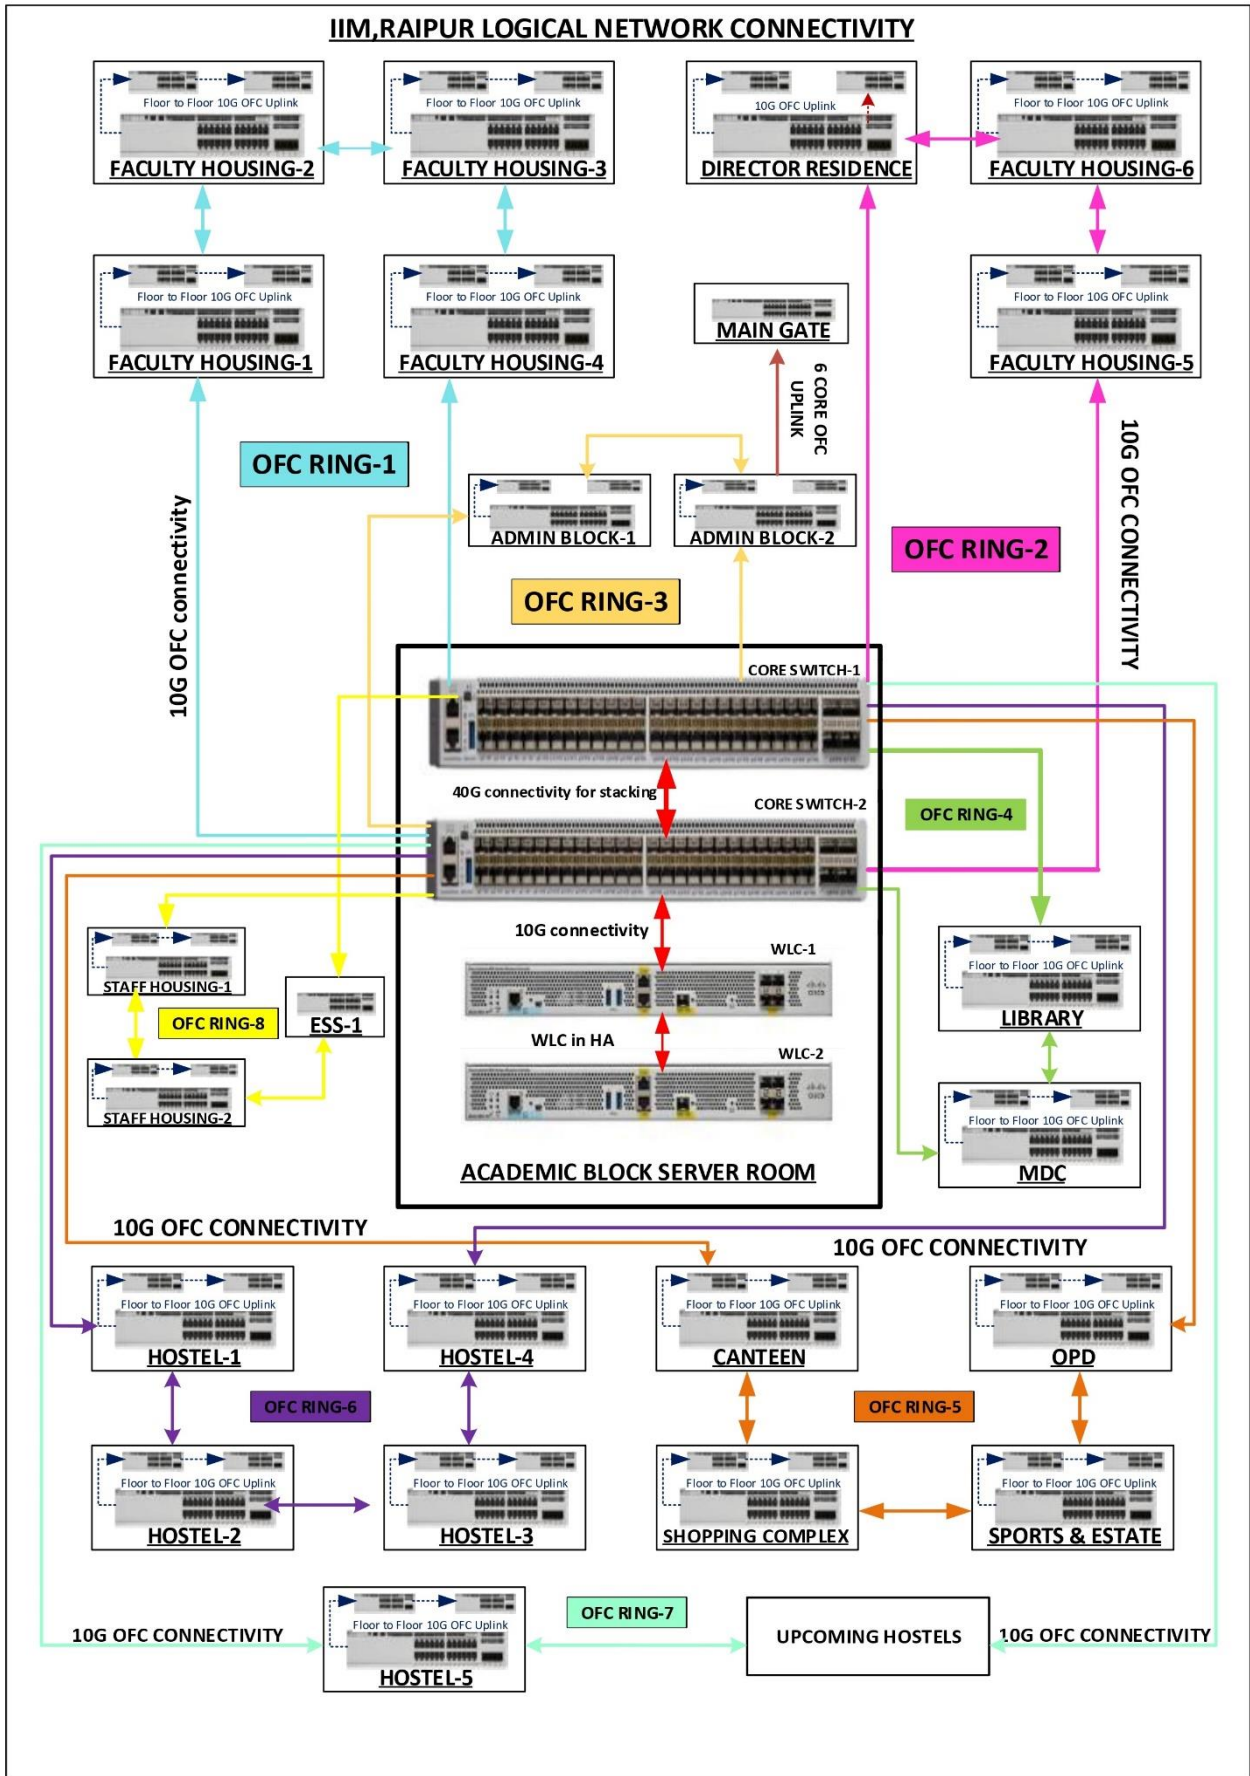 IIM,RAIPUR LOGICAL NETWORK CONNECTIVITY
Floor to Floor 10G OFC Uplink
FACULTY HOUSING-2
Floor to Floor 10G OFC Uplink
FACULTY HOUSING-3
10G OFC Uplink
DIRECTOR RESIDENCE
Floor to Floor 10G OFC Uplink
FACULTY HOUSING-6
Floor to Floor 10G OFC Uplink
FACULTY HOUSING-1
Floor to Floor 10G OFC Uplink
FACULTY HOUSING-4
MAIN GATE
Floor to Floor 10G OFC Uplink
FACULTY HOUSING-5
6 CORE OFC
UPLINK
10G OFC CONNECTIVITY
OFC RING-1
10G OFC connectivity
ADMIN BLOCK-1
ADMIN BLOCK-2
OFC RING-2
OFC RING-3
CORE SWITCH-1
40G connectivity for stacking
CORE SWITCH-2
OFC RING-4
10G connectivity
WLC-1
WLC in HA
WLC-2
ACADEMIC BLOCK SERVER ROOM
STAFF HOUSING-1
OFC RING-8
ESS-1
STAFF HOUSING-2
Floor to Floor 10G OFC Uplink
LIBRARY
Floor to Floor 10G OFC Uplink
MDC
10G OFC CONNECTIVITY
10G OFC CONNECTIVITY
Floor to Floor 10G OFC Uplink
HOSTEL-1
Floor to Floor 10G OFC Uplink
HOSTEL-4
Floor to Floor 10G OFC Uplink
CANTEEN
Floor to Floor 10G OFC Uplink
OPD
OFC RING-6
OFC RING-5
Floor to Floor 10G OFC Uplink
HOSTEL-2
Floor to Floor 10G OFC Uplink
HOSTEL-3
Floor to Floor 10G OFC Uplink
SHOPPING COMPLEX
Floor to Floor 10G OFC Uplink
SPORTS & ESTATE
10G OFC CONNECTIVITY
Floor to Floor 10G OFC Uplink
HOSTEL-5
OFC RING-7
UPCOMING HOSTELS
10G OFC CONNECTIVITY